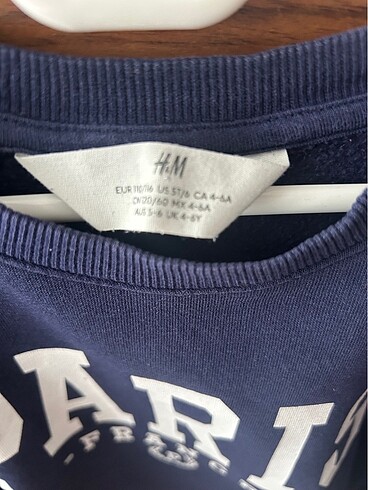 H&M
EUR 110/116 US 5T/6 CA 4-6A
CN 110/60 MX 4-6A
AUS 5-6 UK 4-6Y
PARIS
FRANCE